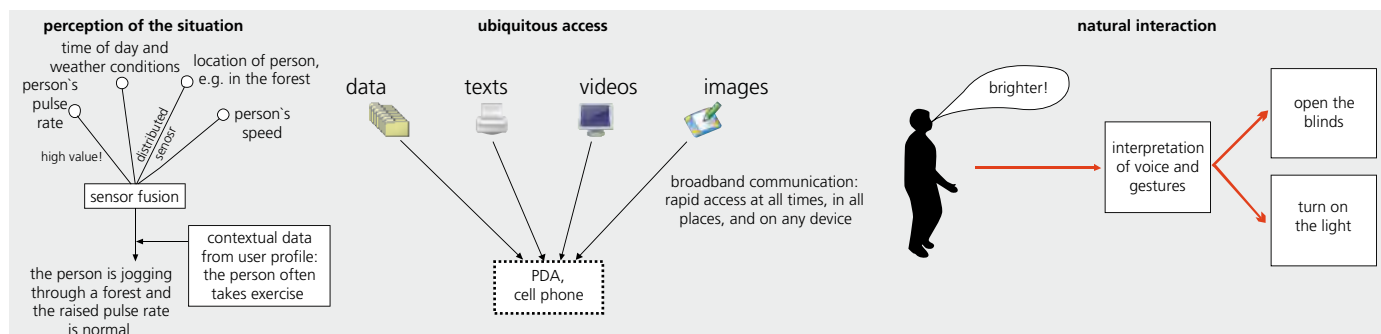 perception of the situation
time of day and
weather conditions
location of person,
e.g. in the forest
person`s
pulse
rate
person`s
speed
distributed
senosr
high value!
sensor fusion
contextual data
from user profile:
the person often
takes exercise
the person is jogging
through a forest and
the raised pulse rate
is normal
ubiquitous access
data
texts
videos
images
broadband communication:
rapid access at all times, in all
places, and on any device
PDA,
cell phone
natural interaction
brighter!
interpretation
of voice and
gestures
open the
blinds
turn on
the light